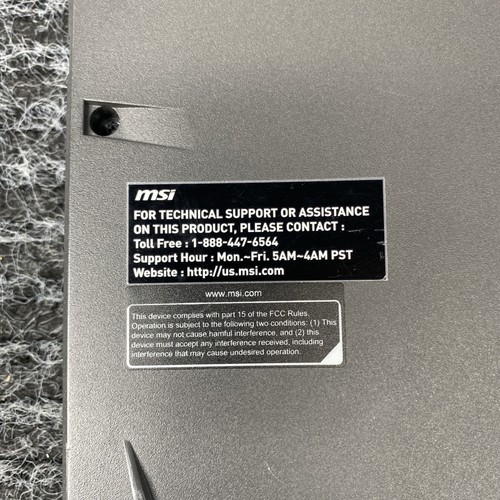 msi
FOR TECHNICAL SUPPORT OR ASSISTANCE
ON THIS PRODUCT, PLEASE CONTACT :
Toll Free : 1-888-447-6564
Support Hour : Mon.~Fri. 5AM~4AM PST
Website : http://us.msi.com
www.msi.com
This device complies with part 15 of the FCC Rules.
Operation is subject to the following two conditions: (1) This
device may not cause harmful interference, and (2) this
device must accept any interference received, including
interference that may cause undesired operation.